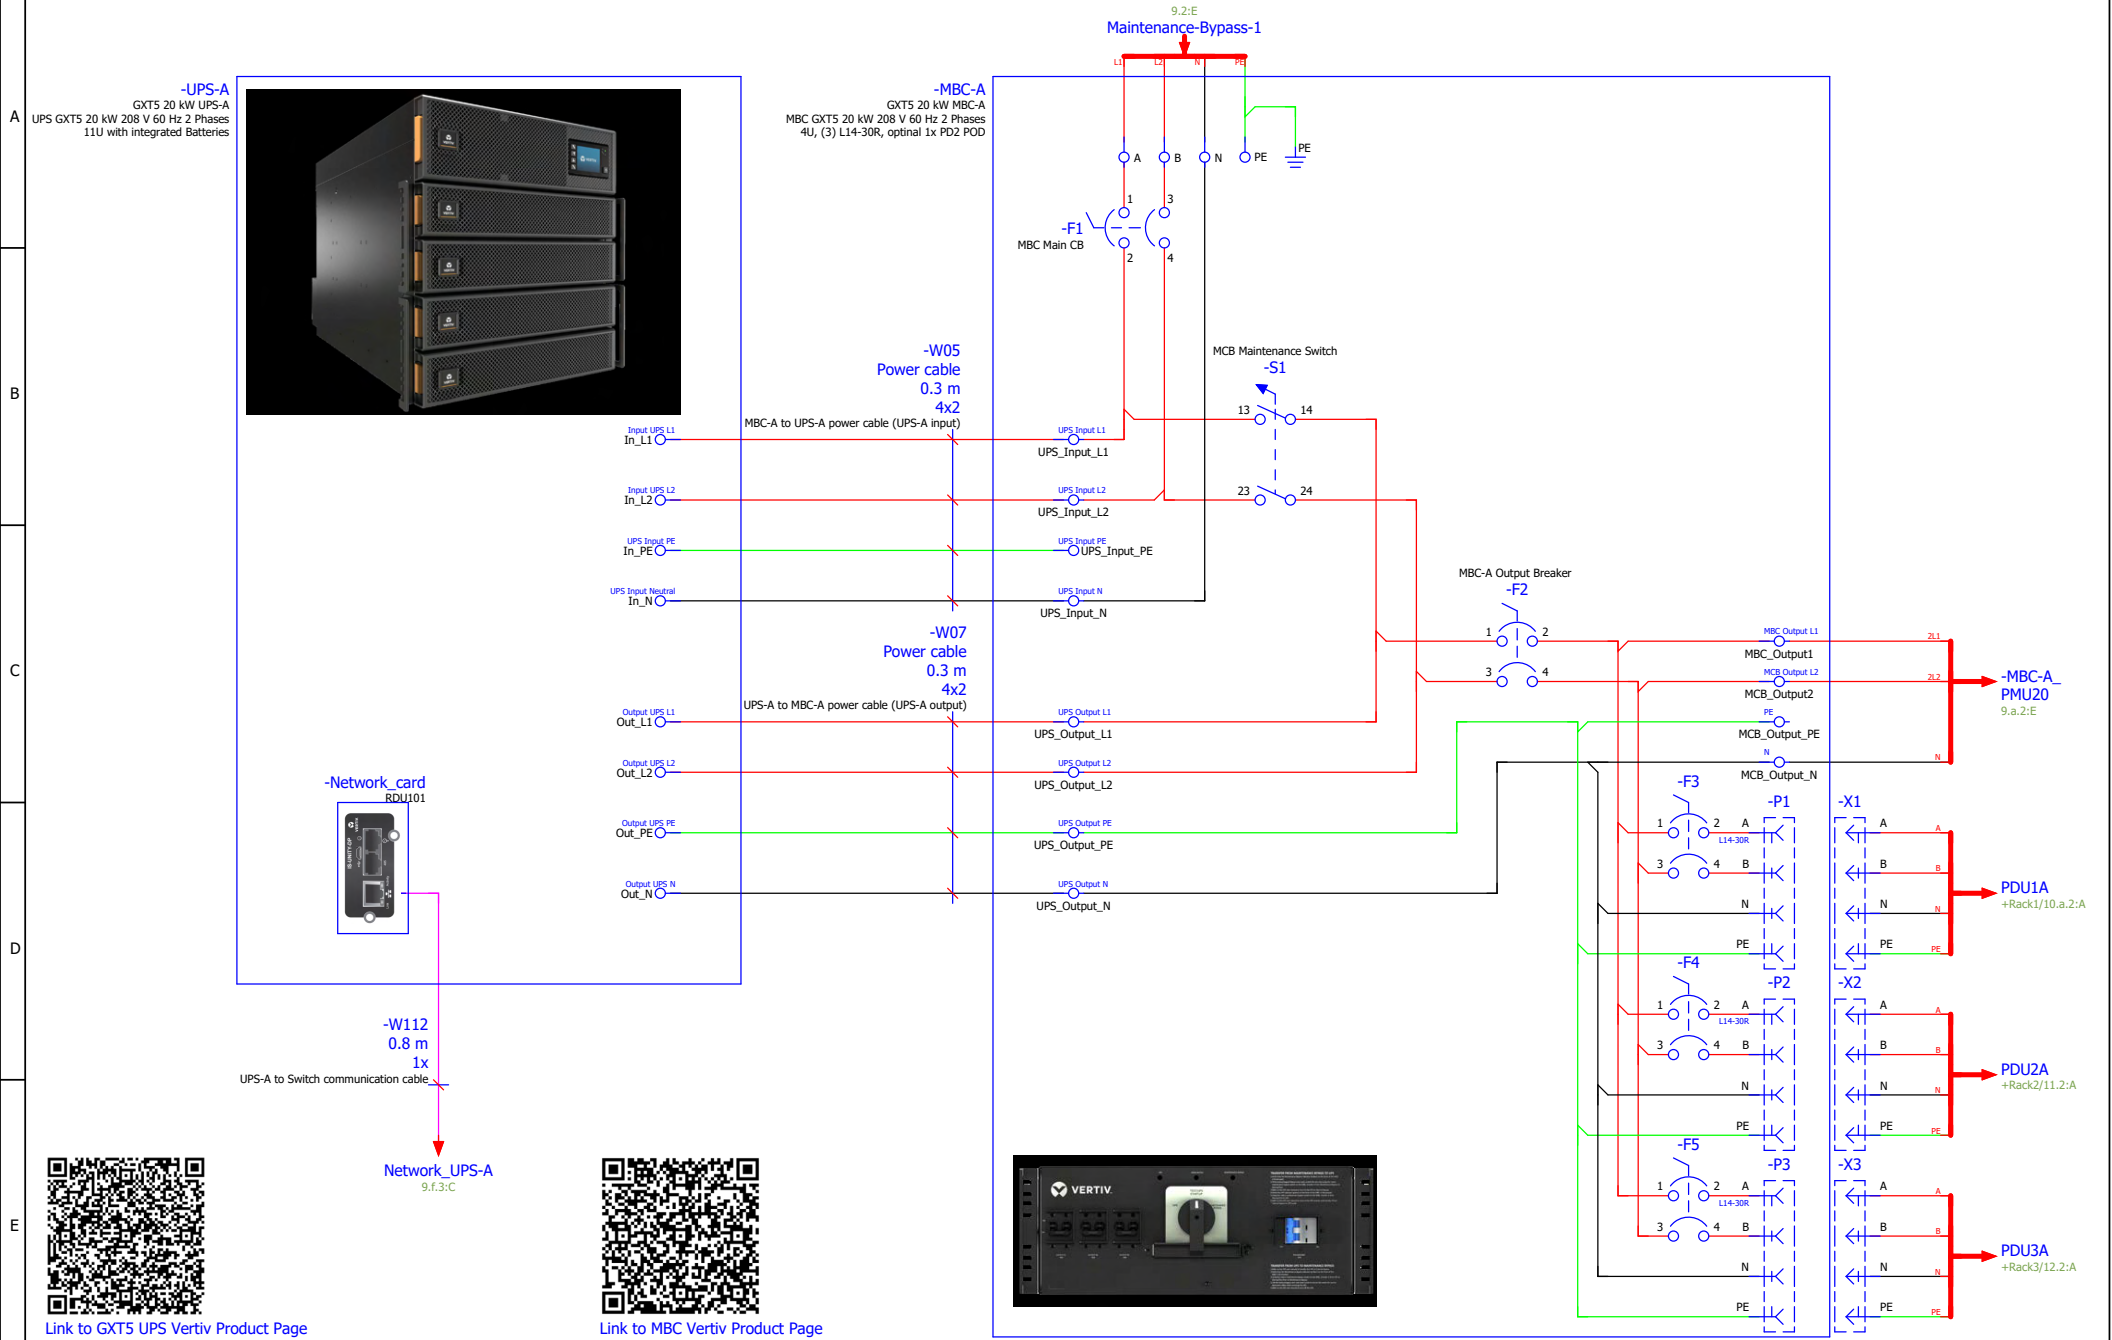 9.2:E
Maintenance-Bypass-1
L1
L2
N
PE
A
B
C
D
E
-UPS-A
GXT5 20 kW UPS-A
UPS GXT5 20 kW 208 V 60 Hz 2 Phases
11U with integrated Batteries
-MBC-A
GXT5 20 kW MBC-A
MBC GXT5 20 kW 208 V 60 Hz 2 Phases
4U, (3) L14-30R, optinal 1x PD2 POD
A
B
N
PE
PE
1
3
-F1
MBC Main CB
2
4
-W05
Power cable
0.3 m
4x2
MBC-A to UPS-A power cable (UPS-A input)
MCB Maintenance Switch
-S1
13
14
23
24
Input UPS L1
In_L1
UPS Input L1
UPS_Input_L1
Input UPS L2
In_L2
UPS Input L2
UPS_Input_L2
UPS Input PE
In_PE
UPS Input PE
UPS_Input_PE
UPS Input Neutral
In_N
UPS Input N
UPS_Input_N
-W07
Power cable
0.3 m
4x2
UPS-A to MBC-A power cable (UPS-A output)
Output UPS L1
Out_L1
UPS Output L1
UPS_Output_L1
Output UPS L2
Out_L2
UPS Output L2
UPS_Output_L2
Output UPS PE
Out_PE
UPS Output PE
UPS_Output_PE
Output UPS N
Out_N
UPS Output N
UPS_Output_N
MBC-A Output Breaker
-F2
1
2
3
4
MBC Output L1
MBC_Output1
MCB Output L2
MCB_Output2
PE
MCB_Output_PE
N
MCB_Output_N
2L1
2L2
N
-MBC-A_
PMU20
9.a.2:E
-F3
1
2
3
4
-P1
A
L14-30R
B
N
PE
-X1
A
B
N
PE
A
B
N
PE
PDU1A
+Rack1/10.a.2:A
-F4
1
2
3
4
-P2
A
L14-30R
B
N
PE
-X2
A
B
N
PE
A
B
N
PE
PDU2A
+Rack2/11.2:A
-F5
1
2
3
4
-P3
A
L14-30R
B
N
PE
-X3
A
B
N
PE
A
B
N
PE
PDU3A
+Rack3/12.2:A
-Network_card
RDU101
VERTIV
IS-UNITY-DP
-W112
0.8 m
1x
UPS-A to Switch communication cable
Network_UPS-A
9.f.3:C
VERTIV
Link to GXT5 UPS Vertiv Product Page
Link to MBC Vertiv Product Page